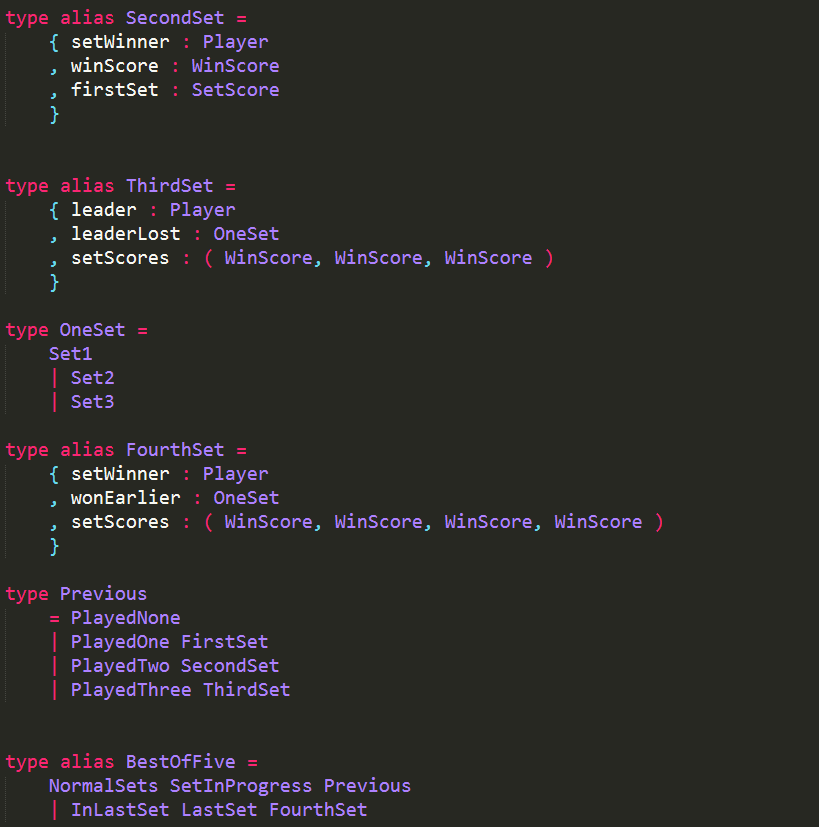 type alias SecondSet =
{ setWinner : Player
, winScore : WinScore
, firstSet : SetScore
}
type alias ThirdSet =
{ leader : Player
, leaderLost : OneSet
, setScores : ( WinScore, WinScore, WinScore )
}
type OneSet =
Set1
| Set2
| Set3
type alias FourthSet =
{ setWinner : Player
, wonEarlier : OneSet
, setScores : ( WinScore, WinScore, WinScore, WinScore )
}
type Previous
= PlayedNone
| PlayedOne FirstSet
| PlayedTwo SecondSet
| PlayedThree ThirdSet
type alias BestOfFive =
NormalSets SetInProgress Previous
| InLastSet LastSet FourthSet